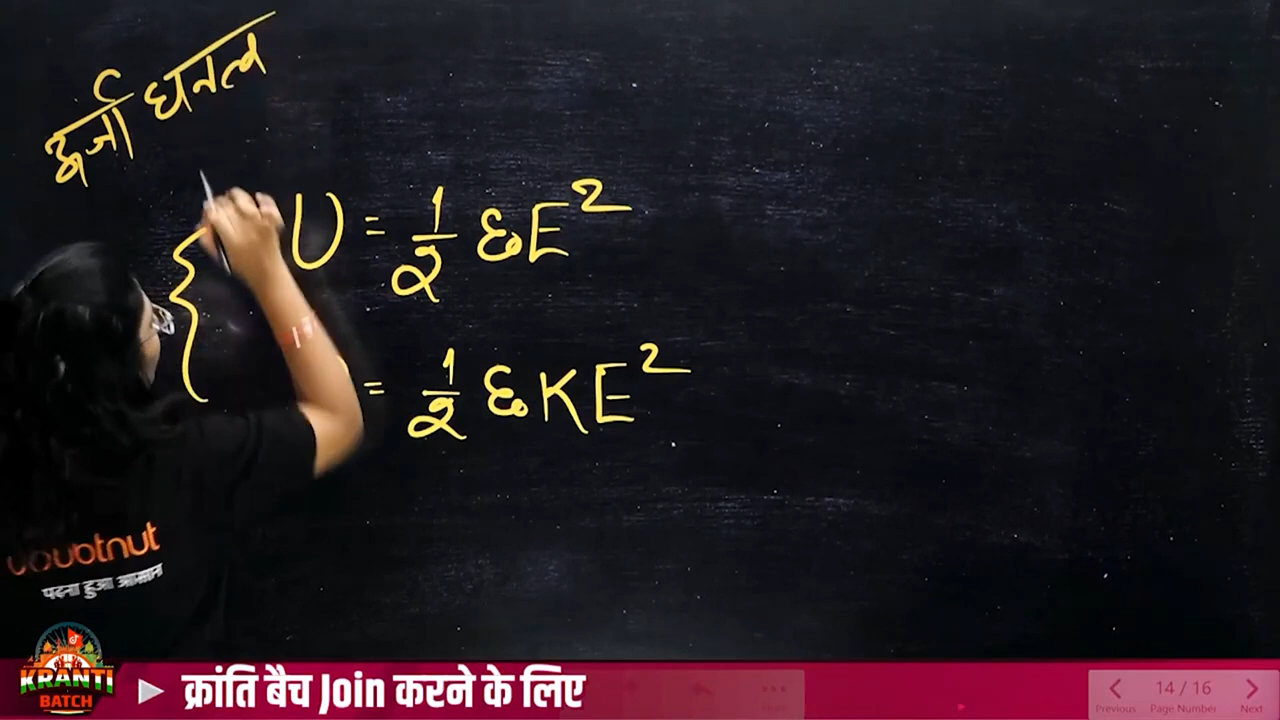 ऊर्जा घनत्व
U = 1/2 ε₀E²
= 1/2 ε₀KE²
doubtnut
पढ़ना हुआ आसान
KRANTI
BATCH
क्रांति बैच Join करने के लिए
14 / 16
Previous Page Number Next